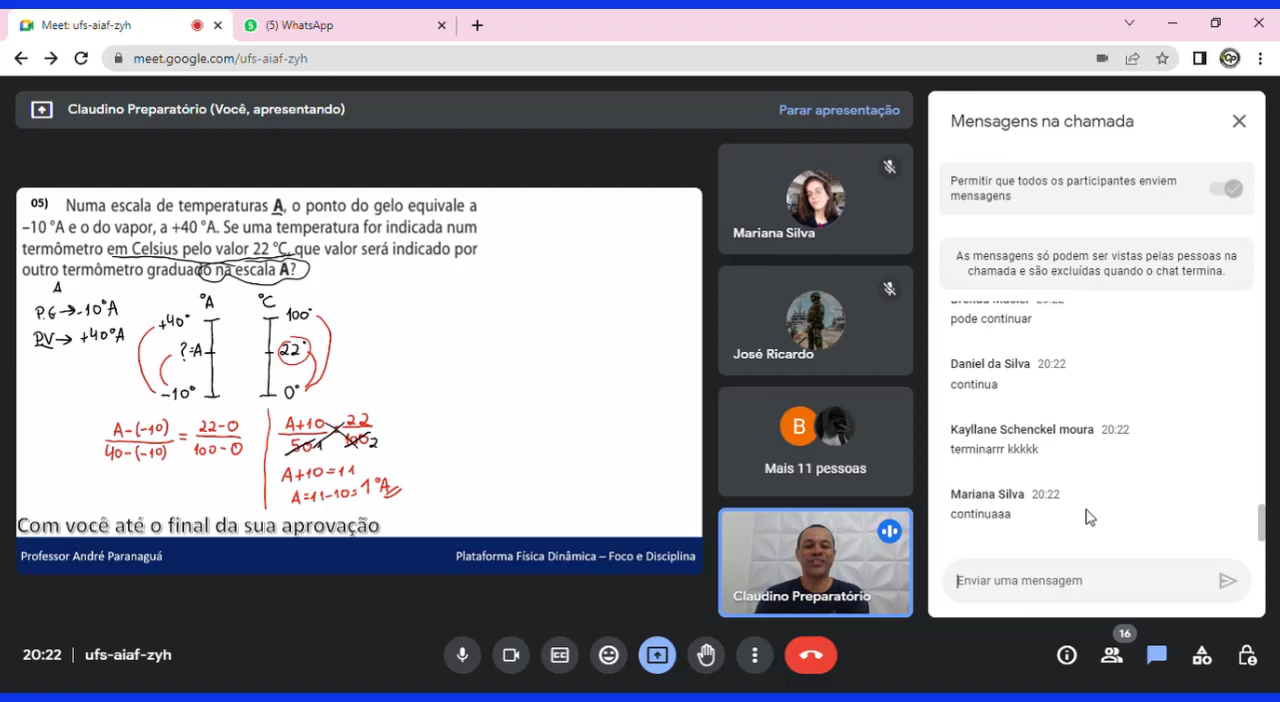 Meet: ufs-aiaf-zyh
(5) WhatsApp
meet.google.com/ufs-aiaf-zyh
Claudino Preparatório (Você, apresentando)
Parar apresentação
05) Numa escala de temperaturas A, o ponto do gelo equivale a
–10 °A e o do vapor, a +40 °A. Se uma temperatura for indicada num
termômetro em Celsius pelo valor 22 °C, que valor será indicado por
outro termômetro graduado na escala A?
A
P.G → -10°A
PV → +40°A
°A
+40°
?=A
-10°
°C
100°
22°
0°
A-(-10) / 40-(-10) = 22-0 / 100-0
A+10 / 50 1 22 / 100 2
A+10=11
A=11-10=1°A
Com você até o final da sua aprovação
Professor André Paranaguá
Plataforma Física Dinâmica – Foco e Disciplina
Mariana Silva
José Ricardo
B
Mais 11 pessoas
Claudino Preparatório
Mensagens na chamada
Permitir que todos os participantes enviem
mensagens
As mensagens só podem ser vistas pelas pessoas na
chamada e são excluídas quando o chat termina.
pode continuar
Daniel da Silva 20:22
continua
Kayllane Schenckel moura 20:22
terminarrr kkkkk
Mariana Silva 20:22
continuaaa
Enviar uma mensagem
20:22 | ufs-aiaf-zyh
16